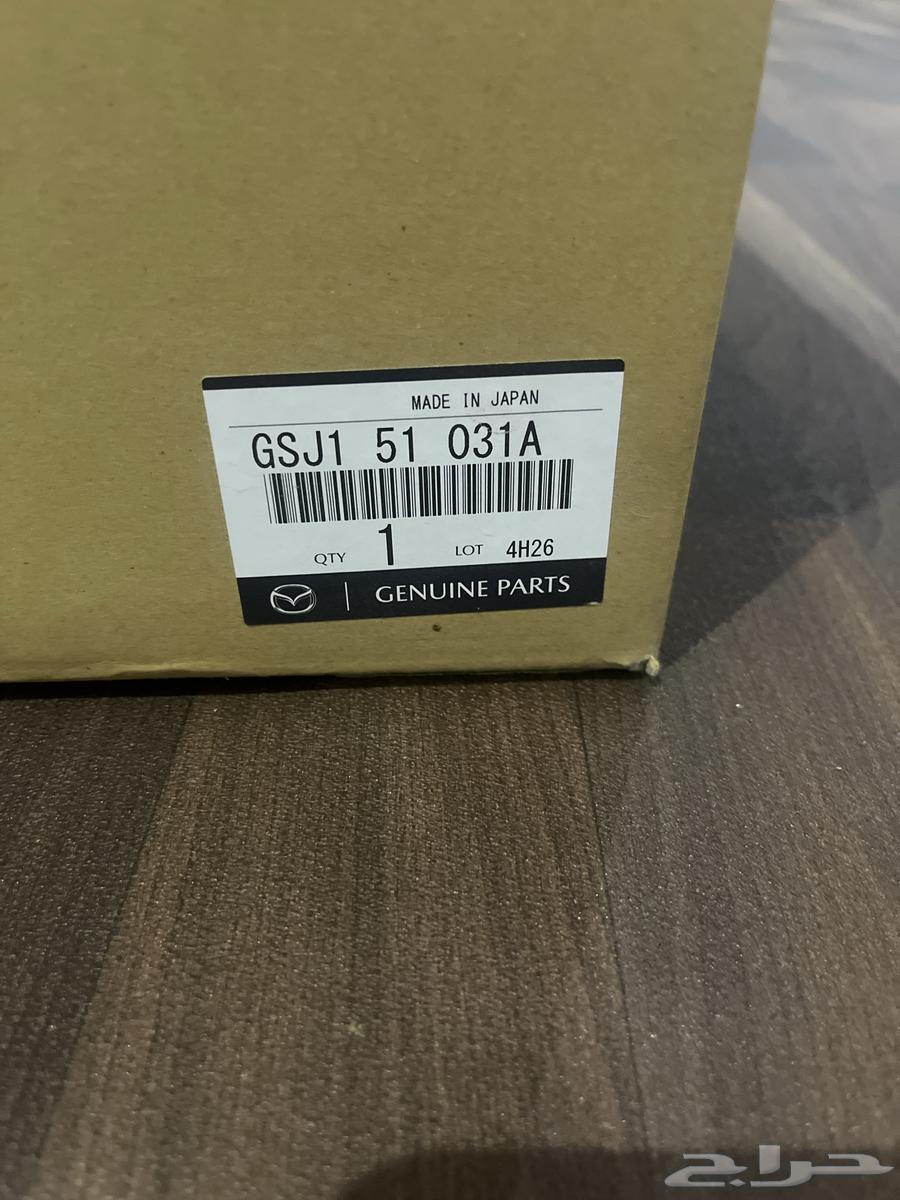 MADE IN JAPAN
GSJ1 51 031A
QTY 1 LOT 4H26
GENUINE PARTS
حراج